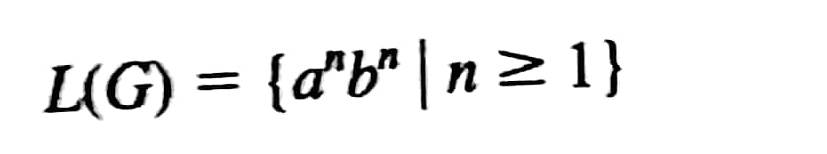 L(G) = {aⁿbⁿ | n ≥ 1}